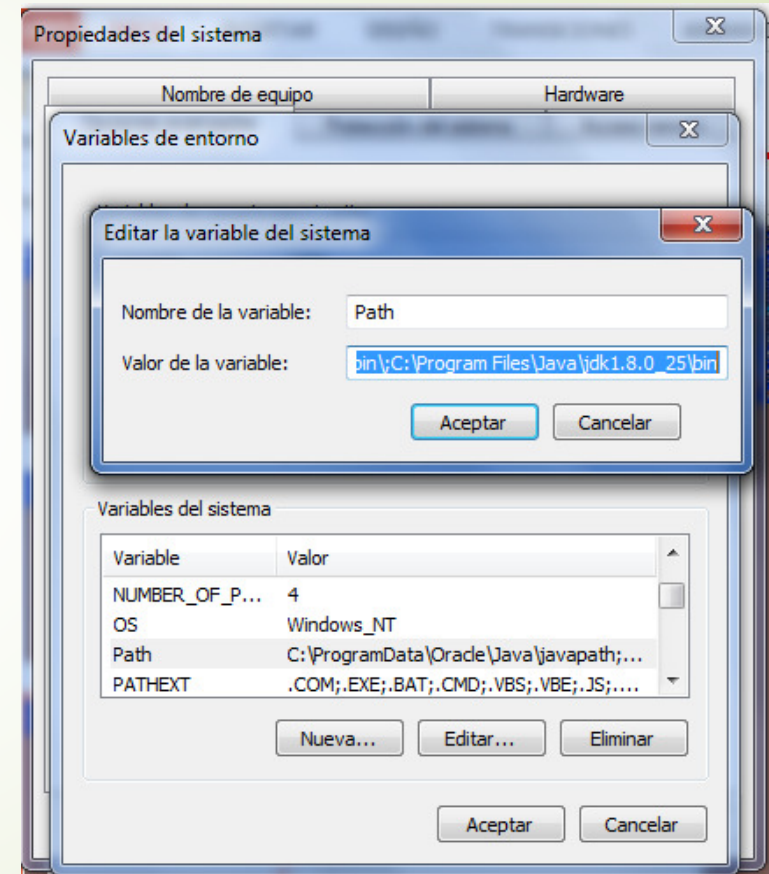 Propiedades del sistema
Nombre de equipo Hardware
Variables de entorno
Editar la variable del sistema
Nombre de la variable: Path
Valor de la variable: bin\;C:\Program Files\Java\jdk1.8.0_25\bin
Aceptar Cancelar
Variables del sistema
Variable Valor
NUMBER_OF_P... 4
OS Windows_NT
Path C:\ProgramData\Oracle\Java\javapath;...
PATHEXT .COM;.EXE;.BAT;.CMD;.VBS;.VBE;.JS;....
Nueva... Editar... Eliminar
Aceptar Cancelar